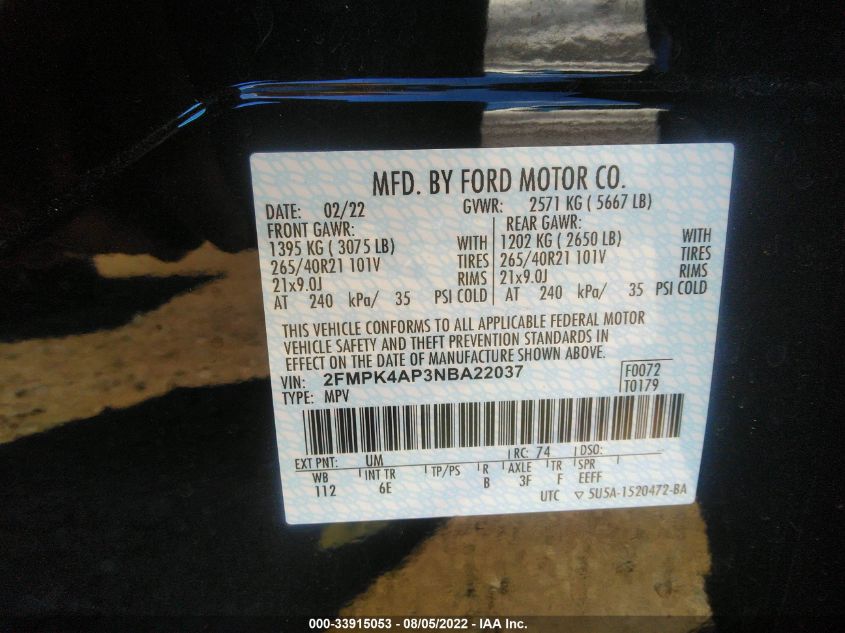 MFD. BY FORD MOTOR CO.
DATE: 02/22 GVWR: 2571 KG ( 5667 LB)
FRONT GAWR: REAR GAWR:
1395 KG ( 3075 LB) WITH 1202 KG ( 2650 LB) WITH
265/40R21 101V TIRES 265/40R21 101V TIRES
21x9.0J RIMS 21x9.0J RIMS
AT 240 kPa/ 35 PSI COLD AT 240 kPa/ 35 PSI COLD
THIS VEHICLE CONFORMS TO ALL APPLICABLE FEDERAL MOTOR
VEHICLE SAFETY AND THEFT PREVENTION STANDARDS IN
EFFECT ON THE DATE OF MANUFACTURE SHOWN ABOVE.
VIN: 2FMPK4AP3NBA22037 F0072
TYPE: MPV T0179
EXT PNT: UM RC: 74 DSO:
WB INT TR TP/PS R AXLE TR SPR
112 6E B 3F F EEFF
UTC ▽ 5U5A-1520472-BA
000-33915053 - 08/05/2022 - IAA Inc.